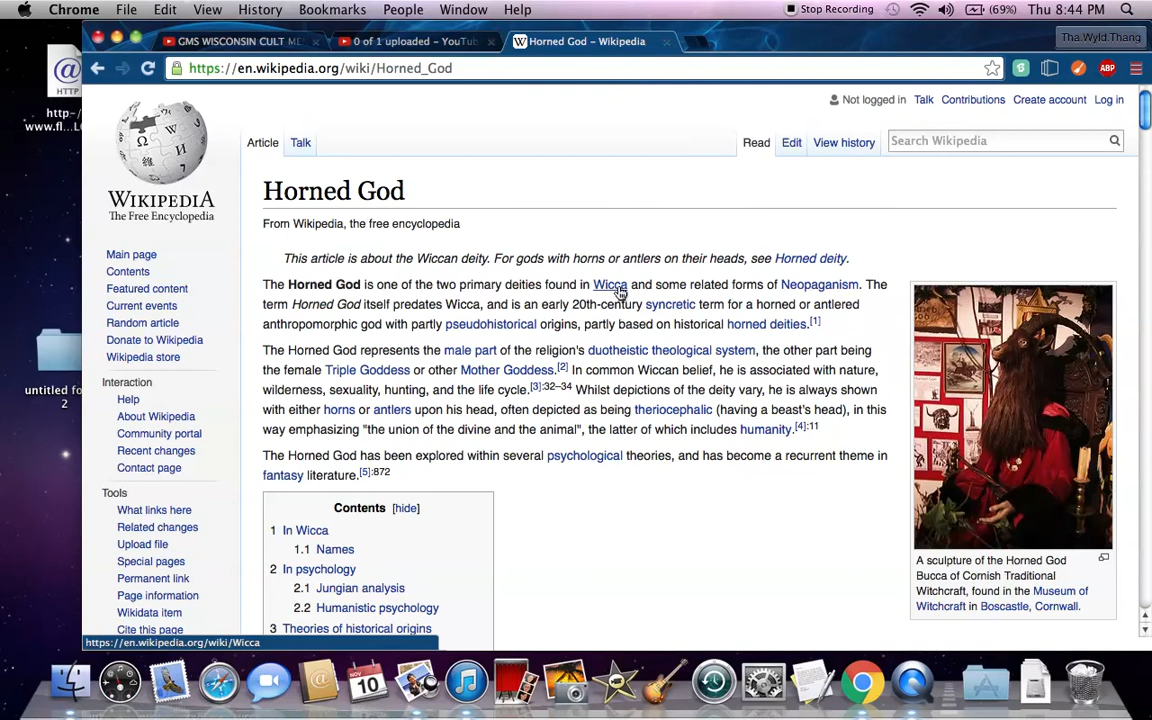 Chrome File Edit View History Bookmarks People Window Help Stop Recording (69%) Thu 8:44 PM
GMS WISCONSIN CULT ME 0 of 1 uploaded - YouTu Horned God – Wikipedia Tha.Wyld.Thang
https://en.wikipedia.org/wiki/Horned_God ABP
HTTP
http-/
www.fl...L
untitled fo
2
Not logged in Talk Contributions Create account Log in
WIKIPEDIA
The Free Encyclopedia
Article Talk Read Edit View history Search Wikipedia
Main page
Contents
Featured content
Current events
Random article
Donate to Wikipedia
Wikipedia store
Interaction
Help
About Wikipedia
Community portal
Recent changes
Contact page
Tools
What links here
Related changes
Upload file
Special pages
Permanent link
Page information
Wikidata item
Cite this page
Horned God
From Wikipedia, the free encyclopedia
This article is about the Wiccan deity. For gods with horns or antlers on their heads, see Horned deity.
The Horned God is one of the two primary deities found in Wicca and some related forms of Neopaganism. The
term Horned God itself predates Wicca, and is an early 20th-century syncretic term for a horned or antlered
anthropomorphic god with partly pseudohistorical origins, partly based on historical horned deities.[1]
The Horned God represents the male part of the religion's duotheistic theological system, the other part being
the female Triple Goddess or other Mother Goddess.[2] In common Wiccan belief, he is associated with nature,
wilderness, sexuality, hunting, and the life cycle.[3]:32–34 Whilst depictions of the deity vary, he is always shown
with either horns or antlers upon his head, often depicted as being theriocephalic (having a beast's head), in this
way emphasizing "the union of the divine and the animal", the latter of which includes humanity.[4]:11
The Horned God has been explored within several psychological theories, and has become a recurrent theme in
fantasy literature.[5]:872
Contents [hide]
1 In Wicca
1.1 Names
2 In psychology
2.1 Jungian analysis
2.2 Humanistic psychology
3 Theories of historical origins
A sculpture of the Horned God
Bucca of Cornish Traditional
Witchcraft, found in the Museum of
Witchcraft in Boscastle, Cornwall.
https://en.wikipedia.org/wiki/Wicca
NOV
10